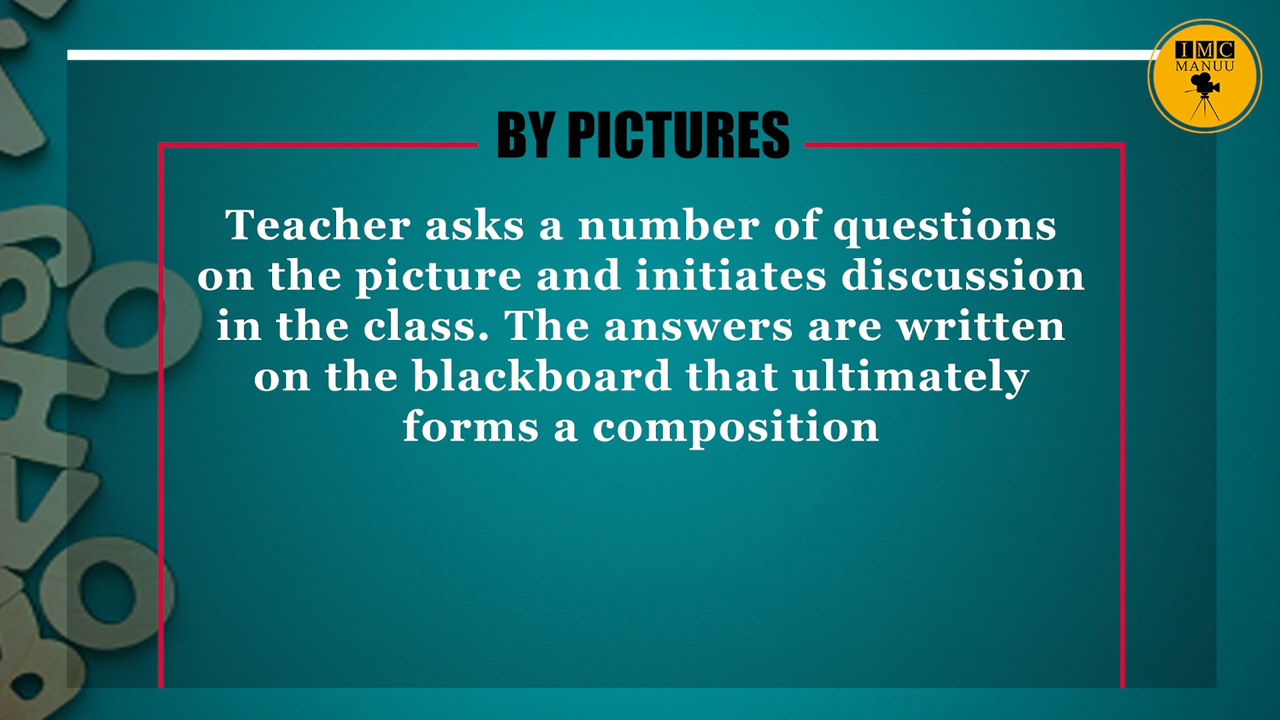 IMC
MANUU
BY PICTURES
Teacher asks a number of questions
on the picture and initiates discussion
in the class. The answers are written
on the blackboard that ultimately
forms a composition